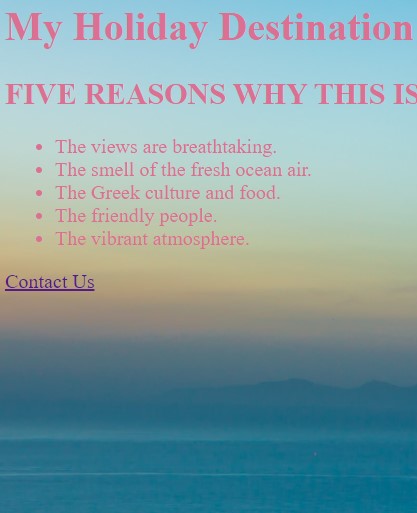 My Holiday Destination
FIVE REASONS WHY THIS IS
The views are breathtaking.
The smell of the fresh ocean air.
The Greek culture and food.
The friendly people.
The vibrant atmosphere.
Contact Us